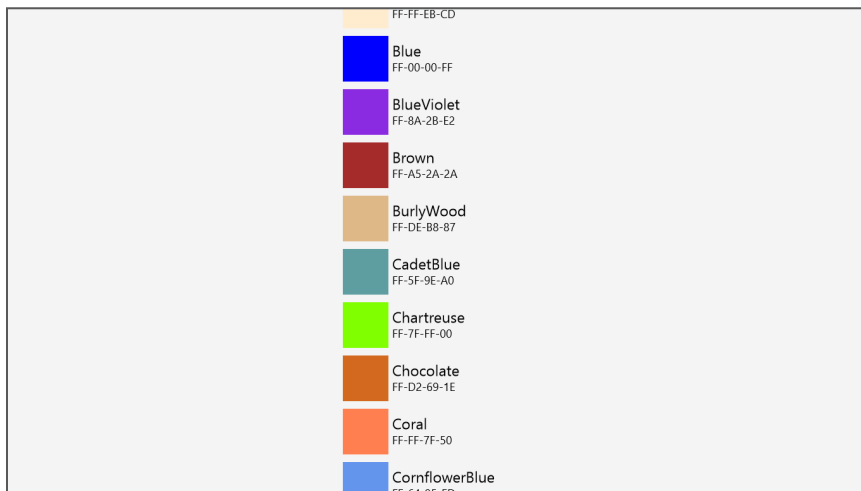 FF-FF-EB-CD
Blue
FF-00-00-FF
BlueViolet
FF-8A-2B-E2
Brown
FF-A5-2A-2A
BurlyWood
FF-DE-B8-87
CadetBlue
FF-5F-9E-A0
Chartreuse
FF-7F-FF-00
Chocolate
FF-D2-69-1E
Coral
FF-FF-7F-50
CornflowerBlue